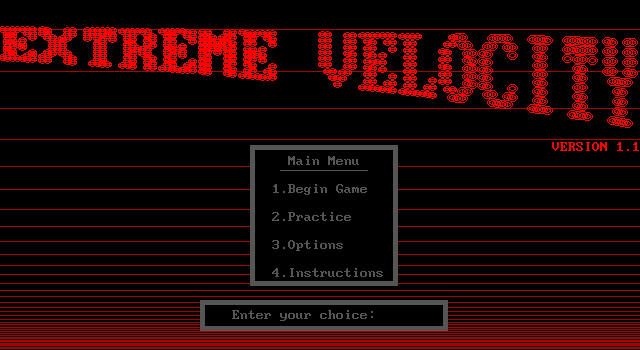 EXTREME VELOCITY
VERSION 1.1
Main Menu
1.Begin Game
2.Practice
3.Options
4.Instructions
Enter your choice: